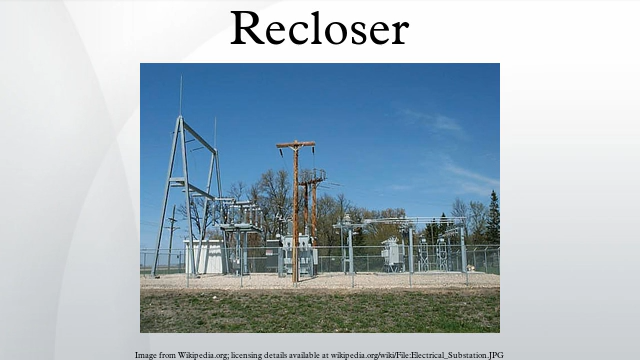 Recloser
Image from Wikipedia.org; licensing details available at wikipedia.org/wiki/File:Electrical_Substation.JPG